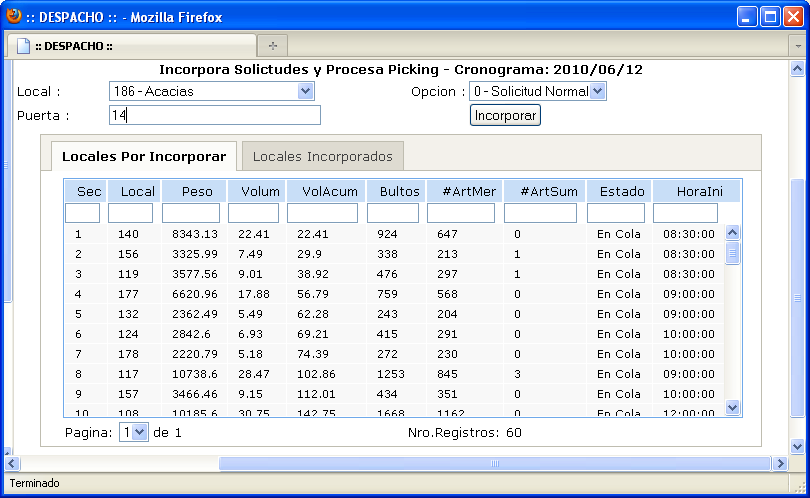 :: DESPACHO :: - Mozilla Firefox
:: DESPACHO ::
Incorpora Solictudes y Procesa Picking - Cronograma: 2010/06/12
Local : 186 - Acacias Opcion : 0 - Solicitud Normal
Puerta : 14 Incorporar
Locales Por Incorporar Locales Incorporados
Sec Local Peso Volum VolAcum Bultos #ArtMer #ArtSum Estado HoraIni
1 140 8343.13 22.41 22.41 924 647 0 En Cola 08:30:00
2 156 3325.99 7.49 29.9 338 213 1 En Cola 08:30:00
3 119 3577.56 9.01 38.92 476 297 1 En Cola 08:30:00
4 177 6620.96 17.88 56.79 759 568 0 En Cola 09:00:00
5 132 2362.49 5.49 62.28 243 204 0 En Cola 09:00:00
6 124 2842.6 6.93 69.21 415 291 0 En Cola 10:00:00
7 178 2220.79 5.18 74.39 272 230 0 En Cola 10:00:00
8 117 10738.6 28.47 102.86 1253 845 3 En Cola 09:00:00
9 157 3466.46 9.15 112.01 434 351 0 En Cola 10:00:00
10 108 10185.6 30.75 142.75 1668 1162 0 En Cola 12:00:00
Pagina: 1 de 1 Nro.Registros: 60
Terminado